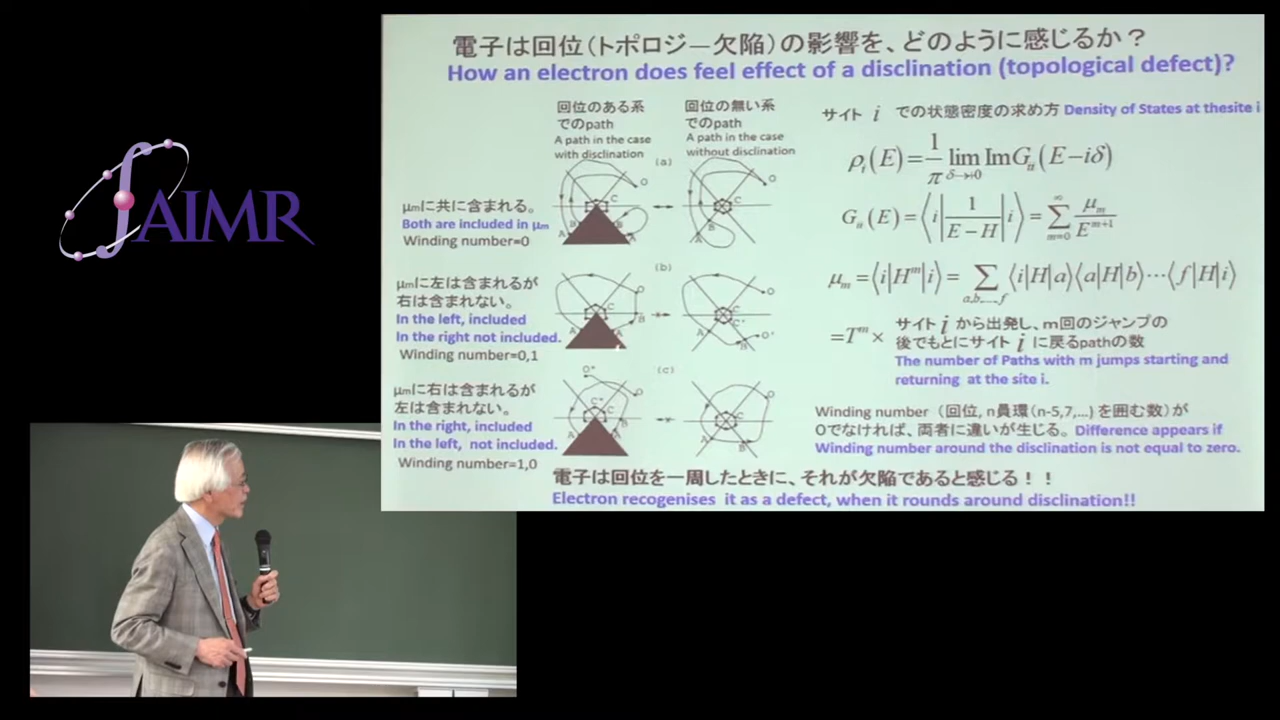 AIMR
電子は回位(トポロジ—欠陥)の影響を、どのように感じるか?
How an electron does feel effect of a disclination (topological defect)?
回位のある系
でのpath
A path in the case
with disclination
回位の無い系
でのpath
A path in the case
without disclination
(a)
μmに共に含まれる。
Both are included in μm
Winding number=0
(b)
μmに左は含まれるが
右は含まれない。
In the left, included
In the right not included.
Winding number=0,1
(c)
μmに右は含まれるが
左は含まれない。
In the right, included
In the left, not included.
Winding number=1,0
サイト i での状態密度の求め方 Density of States at thesite i
ρi(E)=1/π lim δ→+0 Im Gii(E−iδ)
Gii(E)=⟨i|1/(E−H)|i⟩=∑ m=0 ∞ μm/E^(m+1)
μm=⟨i|H^m|i⟩=∑ a,b,...,f ⟨i|H|a⟩⟨a|H|b⟩⋯⟨f|H|i⟩
=T^m× サイト i から出発し、m回のジャンプの
後でもとにサイト i に戻るpathの数
The number of Paths with m jumps starting and
returning at the site i.
Winding number (回位, n員環(n-5,7,...) を囲む数)が
0でなければ、両者に違いが生じる。Difference appears if
Winding number around the disclination is not equal to zero.
電子は回位を一周したときに、それが欠陥であると感じる!!
Electron recogenises it as a defect, when it rounds around disclination!!